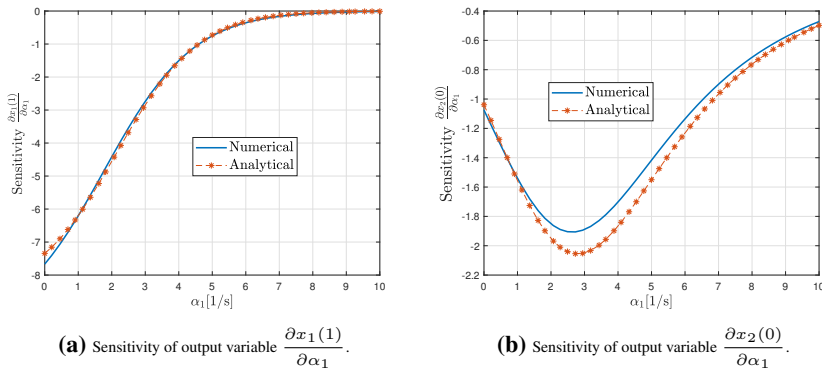 0
-1
-2
-3
-4
-5
-6
-7
-8
Sensitivity ∂x₁(1)/∂α₁
Numerical
Analytical
0 1 2 3 4 5 6 7 8 9 10
α₁[1/s]
(a) Sensitivity of output variable ∂x₁(1)/∂α₁.
-0.4
-0.6
-0.8
-1
-1.2
-1.4
-1.6
-1.8
-2
-2.2
Sensitivity ∂x₂(0)/∂α₁
Numerical
Analytical
0 1 2 3 4 5 6 7 8 9 10
α₁[1/s]
(b) Sensitivity of output variable ∂x₂(0)/∂α₁.